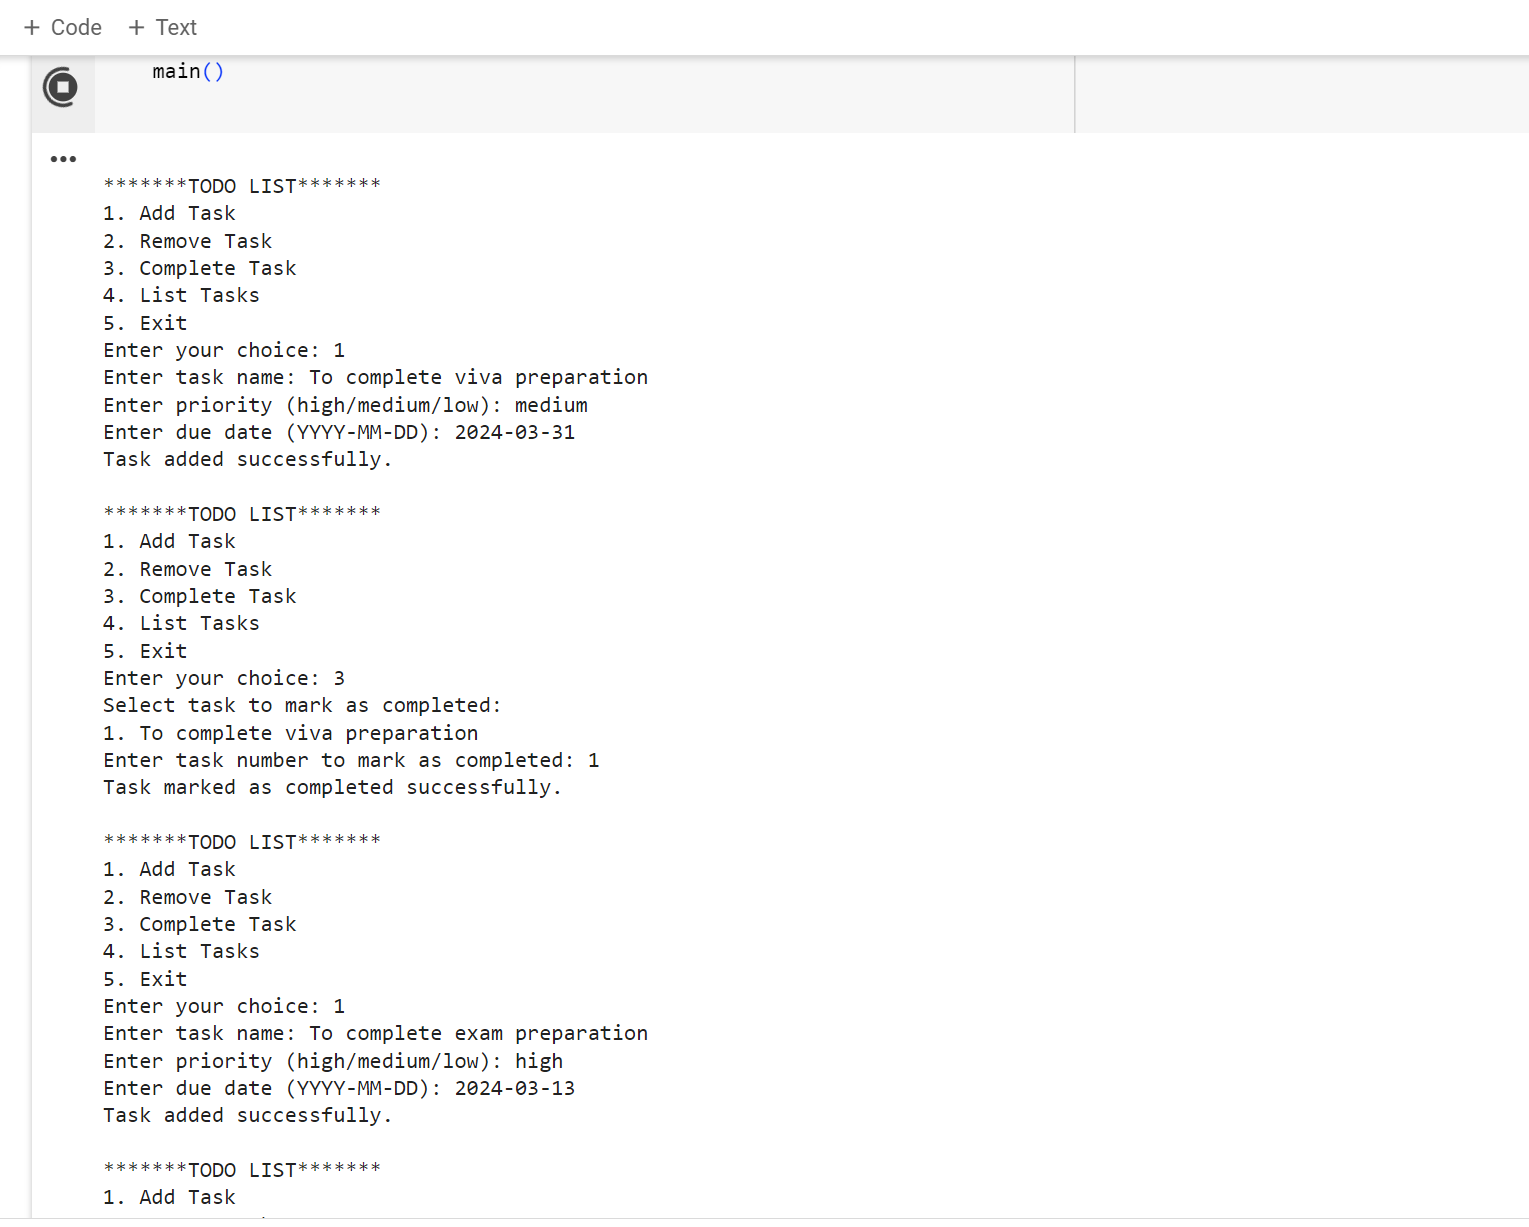 + Code + Text
main()
*******TODO LIST*******
1. Add Task
2. Remove Task
3. Complete Task
4. List Tasks
5. Exit
Enter your choice: 1
Enter task name: To complete viva preparation
Enter priority (high/medium/low): medium
Enter due date (YYYY-MM-DD): 2024-03-31
Task added successfully.
*******TODO LIST*******
1. Add Task
2. Remove Task
3. Complete Task
4. List Tasks
5. Exit
Enter your choice: 3
Select task to mark as completed:
1. To complete viva preparation
Enter task number to mark as completed: 1
Task marked as completed successfully.
*******TODO LIST*******
1. Add Task
2. Remove Task
3. Complete Task
4. List Tasks
5. Exit
Enter your choice: 1
Enter task name: To complete exam preparation
Enter priority (high/medium/low): high
Enter due date (YYYY-MM-DD): 2024-03-13
Task added successfully.
*******TODO LIST*******
1. Add Task